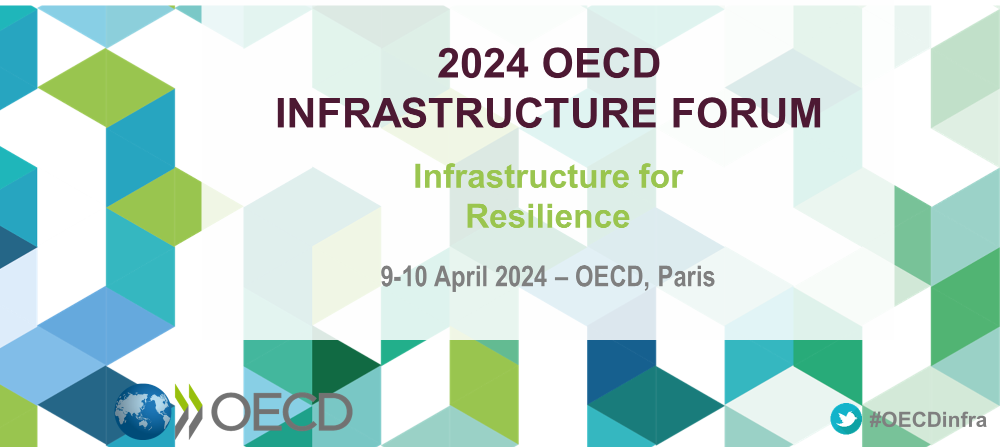 2024 OECD
INFRASTRUCTURE FORUM
Infrastructure for
Resilience
9-10 April 2024 – OECD, Paris
OECD
#OECDinfra